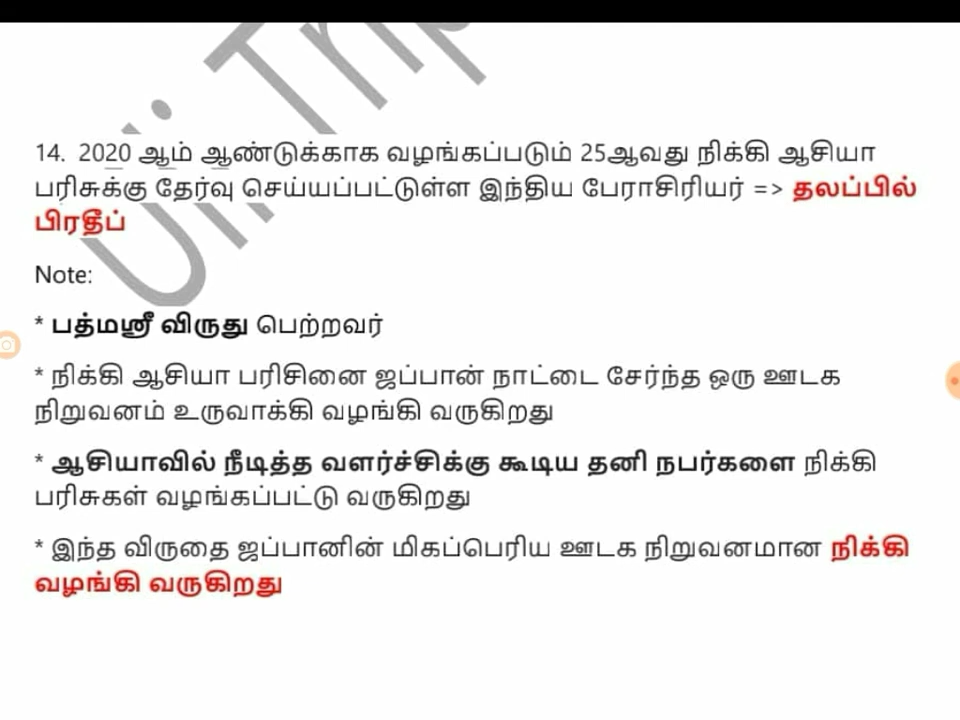 14. 2020 ஆம் ஆண்டுக்காக வழங்கப்படும் 25ஆவது நிக்கி ஆசியா
பரிசுக்கு தேர்வு செய்யப்பட்டுள்ள இந்திய பேராசிரியர் => தலப்பில்
பிரதீப்
Note:
* பத்மஸ்ரீ விருது பெற்றவர்
* நிக்கி ஆசியா பரிசினை ஜப்பான் நாட்டை சேர்ந்த ஒரு ஊடக
நிறுவனம் உருவாக்கி வழங்கி வருகிறது
* ஆசியாவில் நீடித்த வளர்ச்சிக்கு கூடிய தனி நபர்களை நிக்கி
பரிசுகள் வழங்கப்பட்டு வருகிறது
* இந்த விருதை ஜப்பானின் மிகப்பெரிய ஊடக நிறுவனமான நிக்கி
வழங்கி வருகிறது